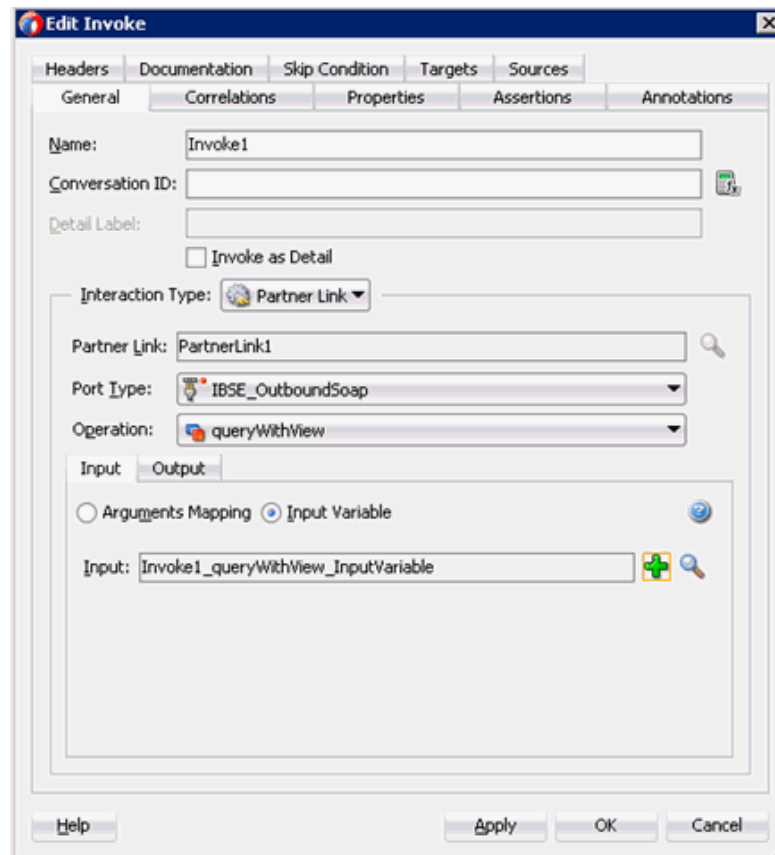 Edit Invoke
Headers Documentation Skip Condition Targets Sources
General Correlations Properties Assertions Annotations
Name: Invoke1
Conversation ID:
Detail Label:
Invoke as Detail
Interaction Type: Partner Link
Partner Link: PartnerLink1
Port Type: IBSE_OutboundSoap
Operation: queryWithView
Input Output
Arguments Mapping Input Variable
Input: Invoke1_queryWithView_InputVariable
Help Apply OK Cancel